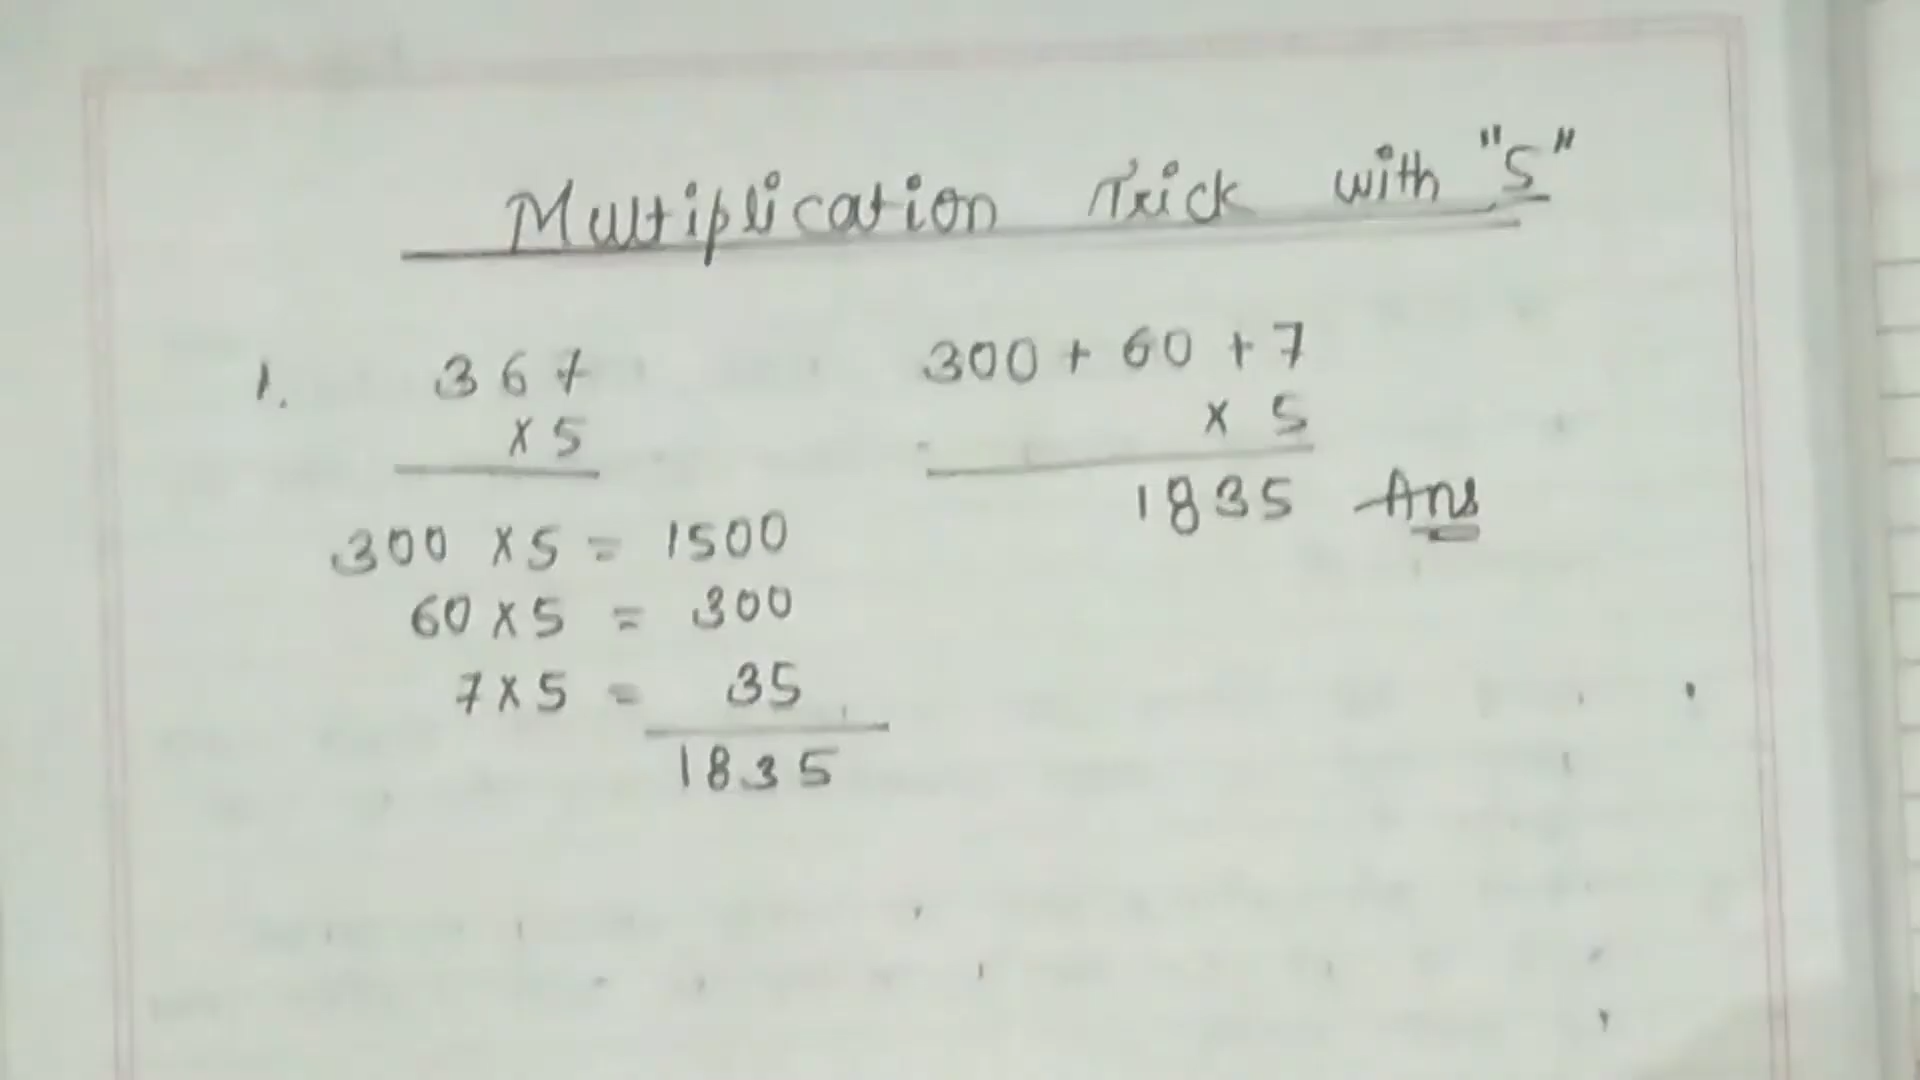 Multiplication Trick with "5"
1. 367
x 5
300 x 5 = 1500
60 x 5 = 300
7 x 5 = 35
1835
300 + 60 + 7
x 5
1835 Ans